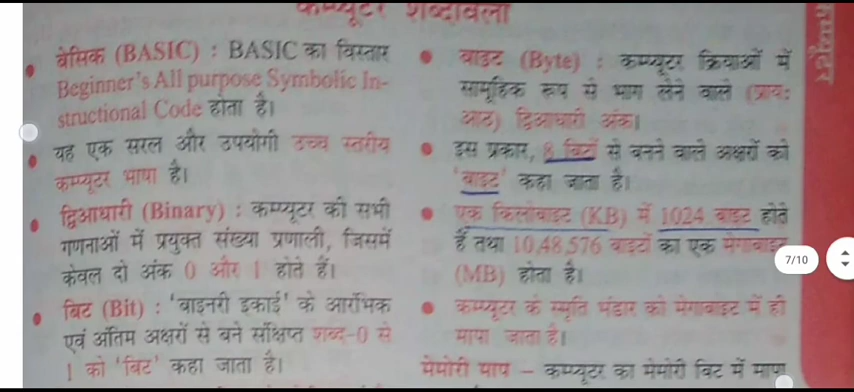 कम्प्यूटर शब्दावली
कम्प्यूटर
बेसिक (BASIC) : BASIC का विस्तार
Beginner's All purpose Symbolic In-
structional Code होता है।
यह एक सरल और उपयोगी उच्च स्तरीय
कम्प्यूटर भाषा है।
द्विआधारी (Binary) : कम्प्यूटर की सभी
गणनाओं में प्रयुक्त संख्या प्रणाली, जिसमें
केवल दो अंक 0 और 1 होते हैं।
बिट (Bit) : 'बाइनरी इकाई' के आरंभिक
एवं अंतिम अक्षरों से बने संक्षिप्त शब्द-0 से
1 को 'बिट' कहा जाता है।
बाइट (Byte) : कम्प्यूटर क्रियाओं में
सामूहिक रूप से भाग लेने वाले (प्रायः
आठ) द्विआधारी अंक।
इस प्रकार, 8 बिटों से बनने वाले अक्षरों को
'बाइट' कहा जाता है।
एक किलोबाइट (KB) में 1024 बाइट होते
हैं तथा 10,48,576 बाइटों का एक मेगाबाइट
(MB) होता है।
कम्प्यूटर के स्मृति भंडार को मेगाबाइट में ही
मापा जाता है।
मेमोरी माप – कम्प्यूटर का मेमोरी बिट में मापा
7/10